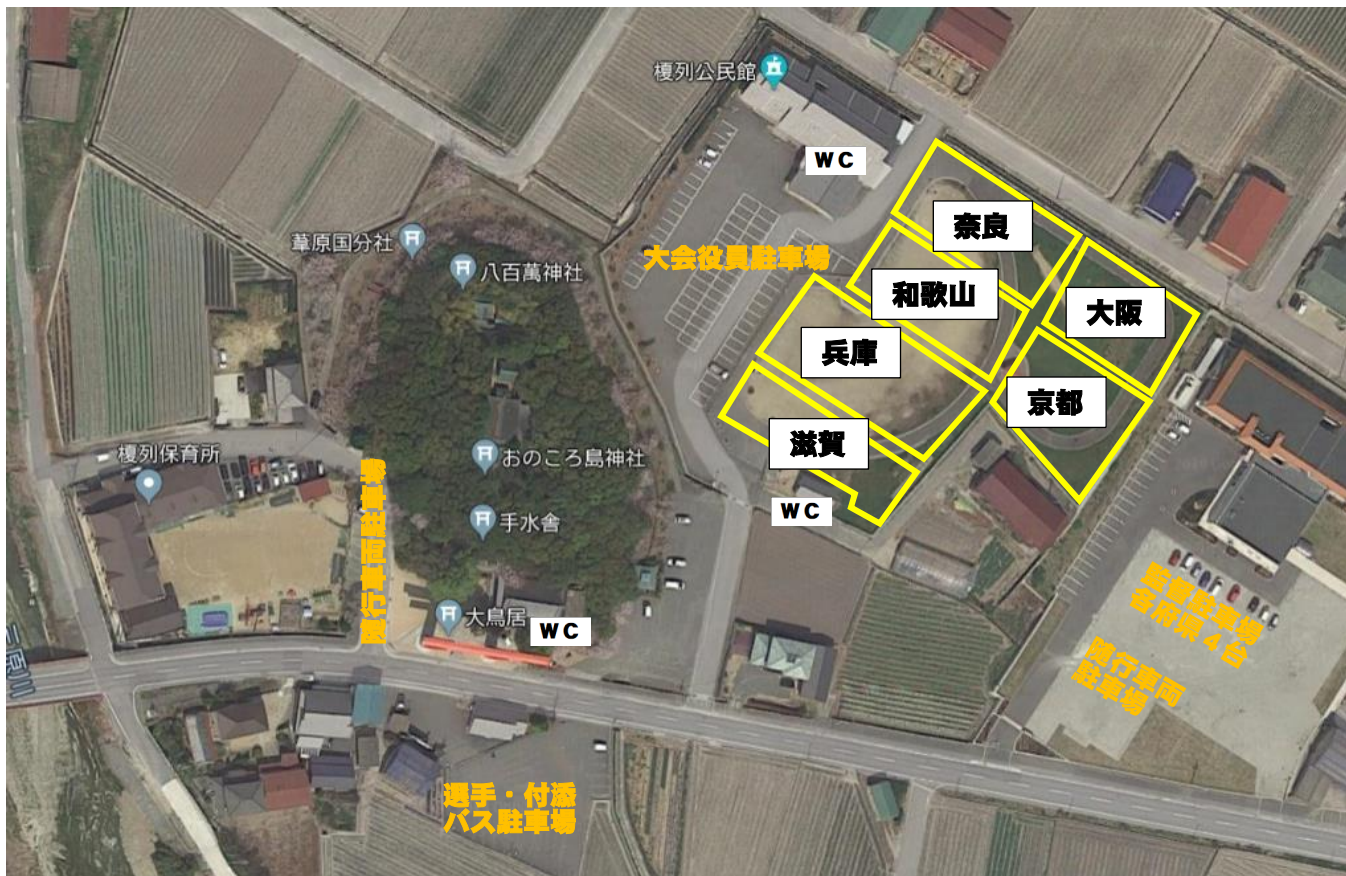 榎列公民館
WC
奈良
葦原国分社
八百萬神社
大会役員駐車場
和歌山
大阪
兵庫
京都
滋賀
榎列保育所
おのころ島神社
WC
手水舎
大鳥居
WC
監督駐車場
各府県4台
随行車両
駐車場
選手・付添
バス駐車場